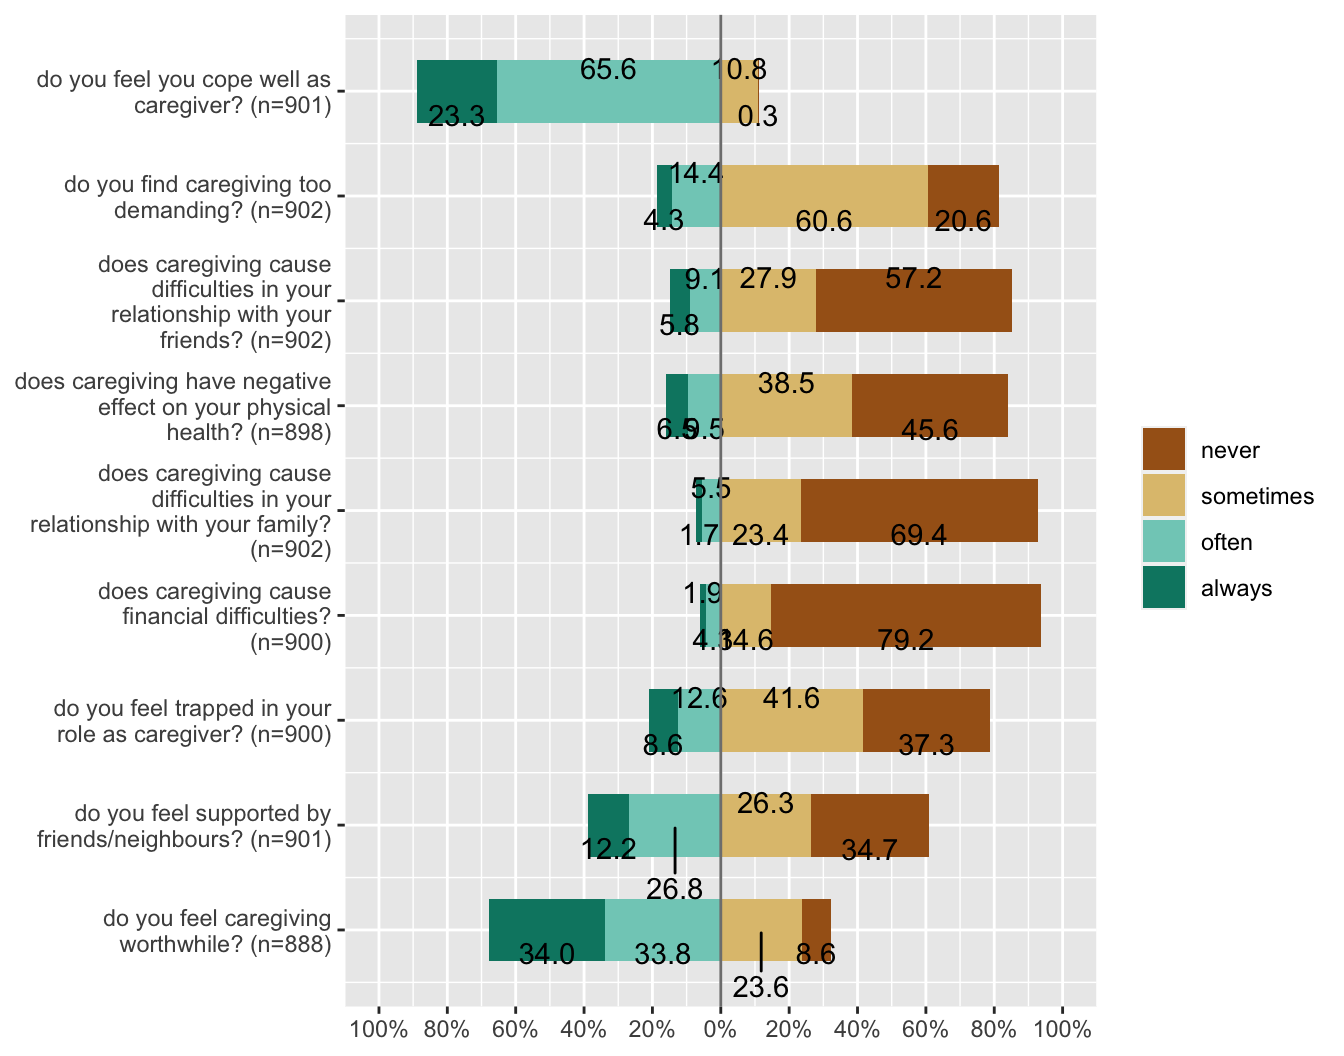 do you feel you cope well as
caregiver? (n=901)
65.6
10.8
23.3
0.3
do you find caregiving too
demanding? (n=902)
14.4
4.3
60.6
20.6
does caregiving cause
difficulties in your
relationship with your
friends? (n=902)
9.1
27.9
57.2
5.8
does caregiving have negative
effect on your physical
health? (n=898)
38.5
6.5
9.5
45.6
does caregiving cause
difficulties in your
relationship with your family?
(n=902)
5.5
1.7
23.4
69.4
does caregiving cause
financial difficulties?
(n=900)
1.9
4.3
14.6
79.2
do you feel trapped in your
role as caregiver? (n=900)
12.6
41.6
8.6
37.3
do you feel supported by
friends/neighbours? (n=901)
26.3
12.2
34.7
26.8
do you feel caregiving
worthwhile? (n=888)
34.0
33.8
8.6
23.6
100% 80% 60% 40% 20% 0% 20% 40% 60% 80% 100%
never
sometimes
often
always